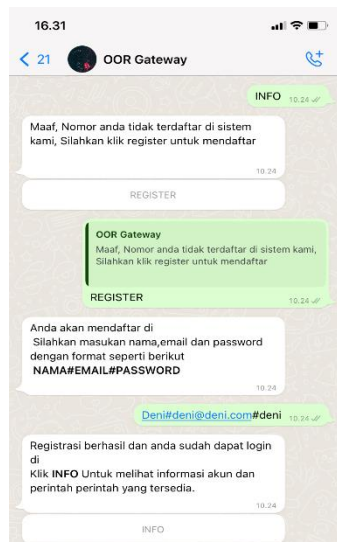 16.31
21
OOR Gateway
INFO 10.24
Maaf, Nomor anda tidak terdaftar di sistem
kami, Silahkan klik register untuk mendaftar
10.24
REGISTER
OOR Gateway
Maaf, Nomor anda tidak terdaftar di sistem kami,
Silahkan klik register untuk mendaftar
REGISTER 10.24
Anda akan mendaftar di
Silahkan masukan nama,email dan password
dengan format seperti berikut
NAMA#EMAIL#PASSWORD
10.24
Deni#deni@deni.com#deni 10.24
Registrasi berhasil dan anda sudah dapat login
di
Klik INFO Untuk melihat informasi akun dan
perintah perintah yang tersedia.
10.24
INFO